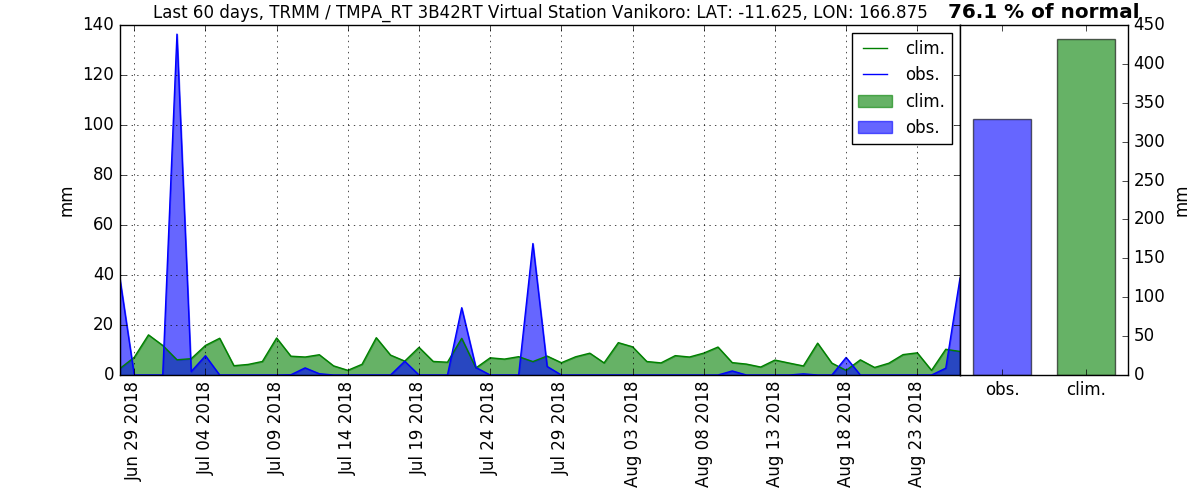 Last 60 days, TRMM / TMPA_RT 3B42RT Virtual Station Vanikoro: LAT: -11.625, LON: 166.875
76.1 % of normal
140
120
100
80
60
40
20
0
mm
clim.
obs.
clim.
obs.
450
400
350
300
250
200
150
100
50
0
mm
Jun 29 2018
Jul 04 2018
Jul 09 2018
Jul 14 2018
Jul 19 2018
Jul 24 2018
Jul 29 2018
Aug 03 2018
Aug 08 2018
Aug 13 2018
Aug 18 2018
Aug 23 2018
obs.
clim.